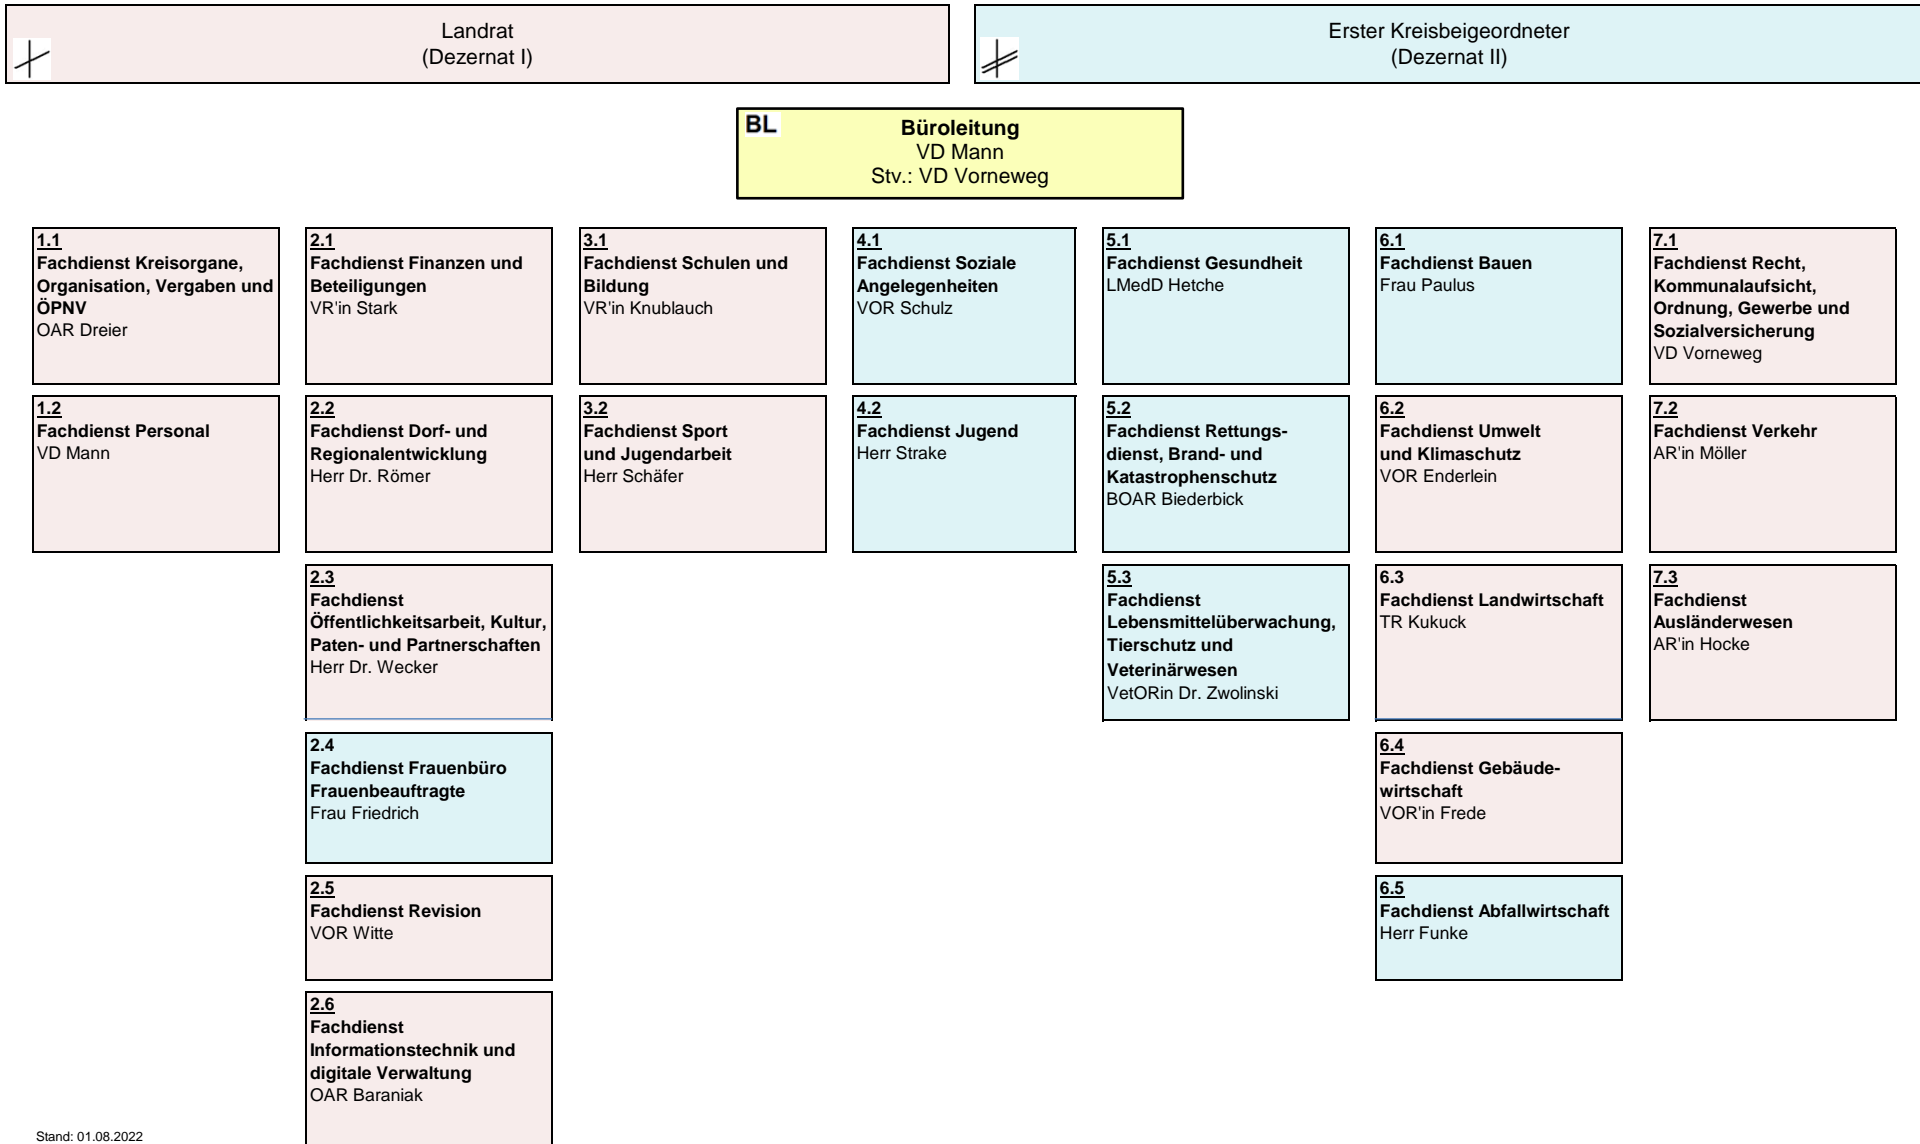 Landrat
(Dezernat I)
Erster Kreisbeigeordneter
(Dezernat II)
BL
Büroleitung
VD Mann
Stv.: VD Vorneweg
1.1
Fachdienst Kreisorgane,
Organisation, Vergaben und
ÖPNV
OAR Dreier
2.1
Fachdienst Finanzen und
Beteiligungen
VR'in Stark
3.1
Fachdienst Schulen und
Bildung
VR'in Knublauch
4.1
Fachdienst Soziale
Angelegenheiten
VOR Schulz
5.1
Fachdienst Gesundheit
LMedD Hetche
6.1
Fachdienst Bauen
Frau Paulus
7.1
Fachdienst Recht,
Kommunalaufsicht,
Ordnung, Gewerbe und
Sozialversicherung
VD Vorneweg
1.2
Fachdienst Personal
VD Mann
2.2
Fachdienst Dorf- und
Regionalentwicklung
Herr Dr. Römer
3.2
Fachdienst Sport
und Jugendarbeit
Herr Schäfer
4.2
Fachdienst Jugend
Herr Strake
5.2
Fachdienst Rettungs-
dienst, Brand- und
Katastrophenschutz
BOAR Biederbick
6.2
Fachdienst Umwelt
und Klimaschutz
VOR Enderlein
7.2
Fachdienst Verkehr
AR'in Möller
2.3
Fachdienst
Öffentlichkeitsarbeit, Kultur,
Paten- und Partnerschaften
Herr Dr. Wecker
5.3
Fachdienst
Lebensmittelüberwachung,
Tierschutz und
Veterinärwesen
VetORin Dr. Zwolinski
6.3
Fachdienst Landwirtschaft
TR Kukuck
7.3
Fachdienst
Ausländerwesen
AR'in Hocke
2.4
Fachdienst Frauenbüro
Frauenbeauftragte
Frau Friedrich
6.4
Fachdienst Gebäude-
wirtschaft
VOR'in Frede
2.5
Fachdienst Revision
VOR Witte
6.5
Fachdienst Abfallwirtschaft
Herr Funke
2.6
Fachdienst
Informationstechnik und
digitale Verwaltung
OAR Baraniak
Stand: 01.08.2022